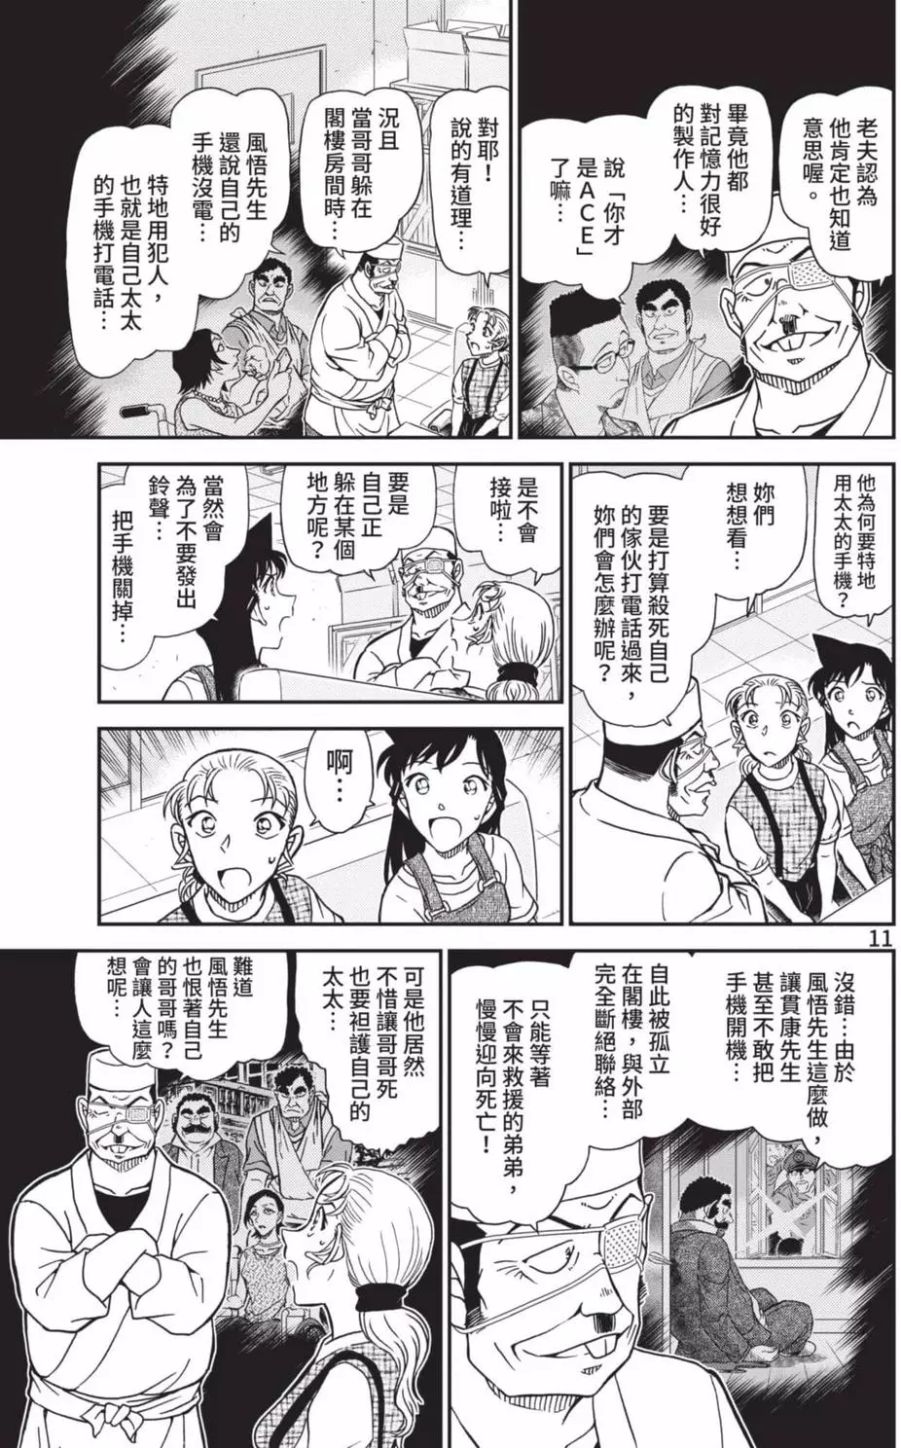 老夫認為
他肯定也知道
意思喔。
畢竟他都
對記憶力很好
的製作人…
說「你才
是ACE」
了嘛…
對耶！
說的有道理…
況且
當哥哥躲在
閣樓房間時…
風悟先生
還說自己的
手機沒電…
特地用犯人，
也就是自己太太
的手機打電話…
他為何要特地
用太太的手機？
妳們
想想看…
要是打算殺死自己
的傢伙打電話過來，
妳們會怎麼辦呢？
是不會
接啦…
要是
自己正
躲在某個
地方呢？
當然會
為了不要發出
鈴聲…
把手機關掉…
啊…
11
沒錯…由於
風悟先生這麼做，
讓貫康先生
甚至不敢把
手機開機…
自此被孤立
在閣樓，與外部
完全斷絕聯絡…
只能等著
不會來救援的弟弟，
慢慢迎向死亡！
可是他居然
不惜讓哥哥死
也要袒護自己的
太太…
難道
風悟先生
也恨著自己
的哥哥嗎？
會讓人這麼
想呢…